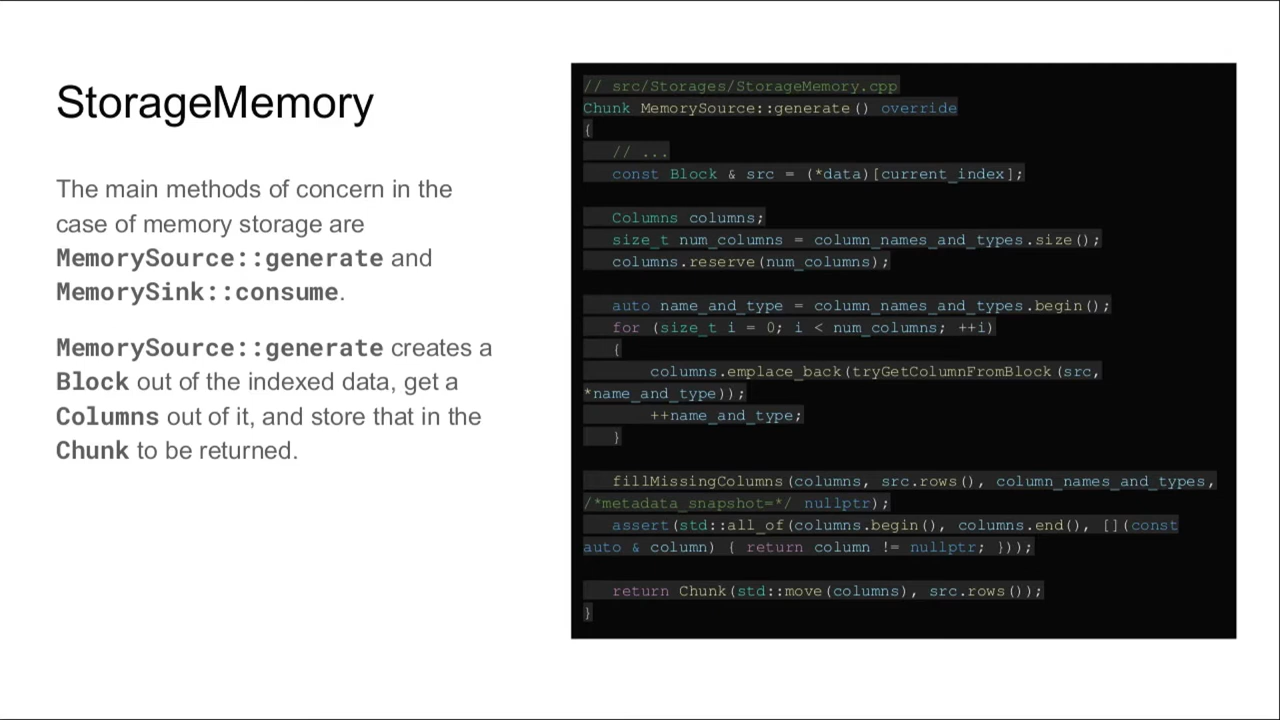 StorageMemory
The main methods of concern in the
case of memory storage are
MemorySource::generate and
MemorySink::consume.
MemorySource::generate creates a
Block out of the indexed data, get a
Columns out of it, and store that in the
Chunk to be returned.
// src/Storages/StorageMemory.cpp
Chunk MemorySource::generate() override
{
// ...
const Block & src = (*data)[current_index];
Columns columns;
size_t num_columns = column_names_and_types.size();
columns.reserve(num_columns);
auto name_and_type = column_names_and_types.begin();
for (size_t i = 0; i < num_columns; ++i)
{
columns.emplace_back(tryGetColumnFromBlock(src,
*name_and_type));
++name_and_type;
}
fillMissingColumns(columns, src.rows(), column_names_and_types,
/*metadata_snapshot=*/ nullptr);
assert(std::all_of(columns.begin(), columns.end(), [](const
auto & column) { return column != nullptr; }));
return Chunk(std::move(columns), src.rows());
}